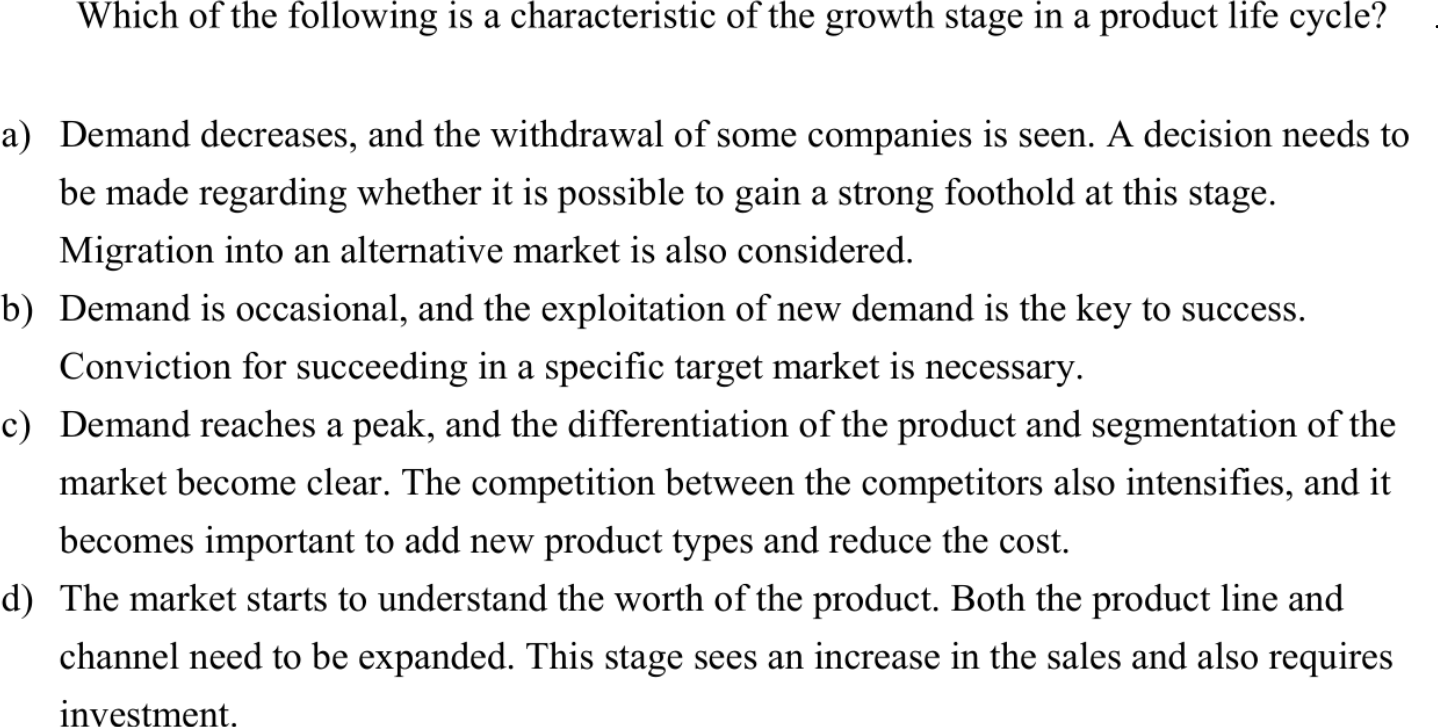 Which of the following is a characteristic of the growth stage in a product life cycle?
a) Demand decreases, and the withdrawal of some companies is seen. A decision needs to
be made regarding whether it is possible to gain a strong foothold at this stage.
Migration into an alternative market is also considered.
b) Demand is occasional, and the exploitation of new demand is the key to success.
Conviction for succeeding in a specific target market is necessary.
c) Demand reaches a peak, and the differentiation of the product and segmentation of the
market become clear. The competition between the competitors also intensifies, and it
becomes important to add new product types and reduce the cost.
d) The market starts to understand the worth of the product. Both the product line and
channel need to be expanded. This stage sees an increase in the sales and also requires
investment.